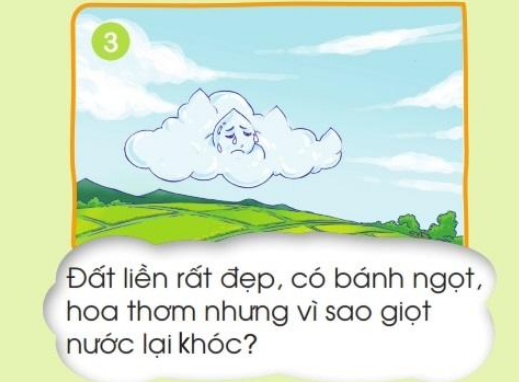 3
Đất liền rất đẹp, có bánh ngọt,
hoa thơm nhưng vì sao giọt
nước lại khóc?